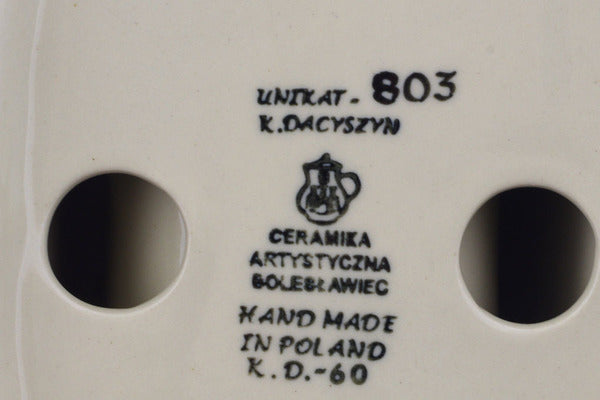 UNIKAT - 803
K. DACYSZYN
CERAMIKA
ARTYSTYCZNA
BOLESŁAWIEC
HAND MADE
IN POLAND
K. D.-60